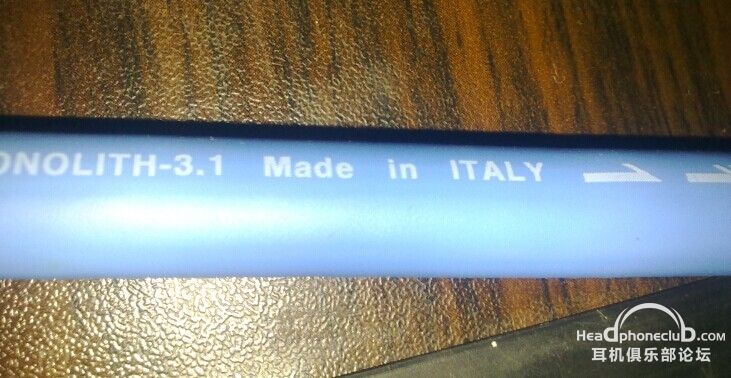 ONOLITH-3.1 Made in ITALY
Headphoneclub.com
耳机俱乐部论坛